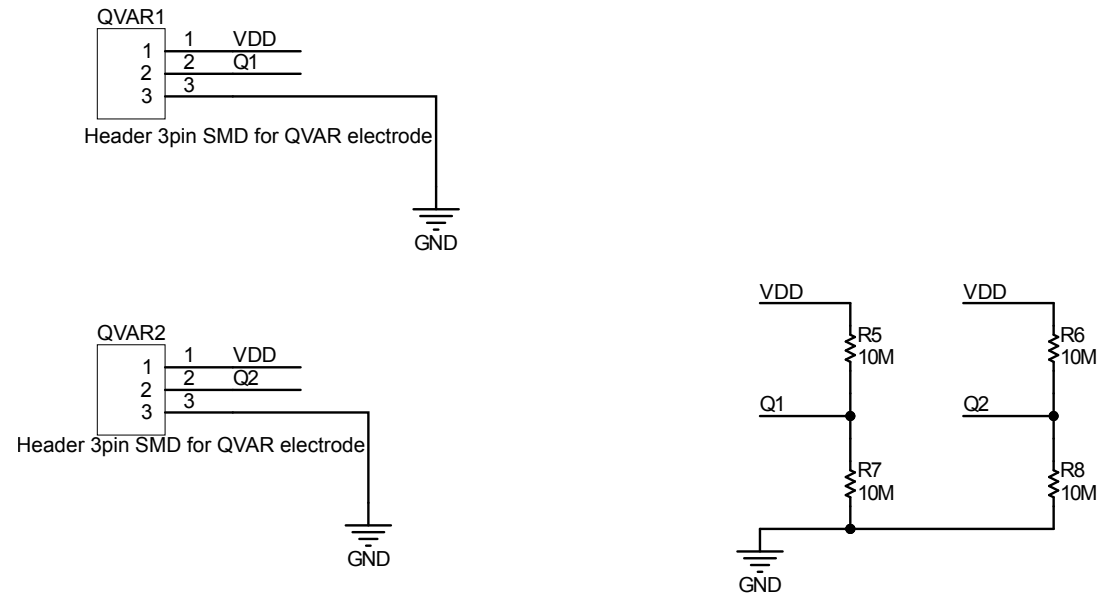 QVAR1
1 1 VDD
2 2 Q1
3 3
Header 3pin SMD for QVAR electrode
GND
QVAR2
1 1 VDD
2 2 Q2
3 3
Header 3pin SMD for QVAR electrode
GND
VDD
R5
10M
Q1
R7
10M
GND
VDD
R6
10M
Q2
R8
10M